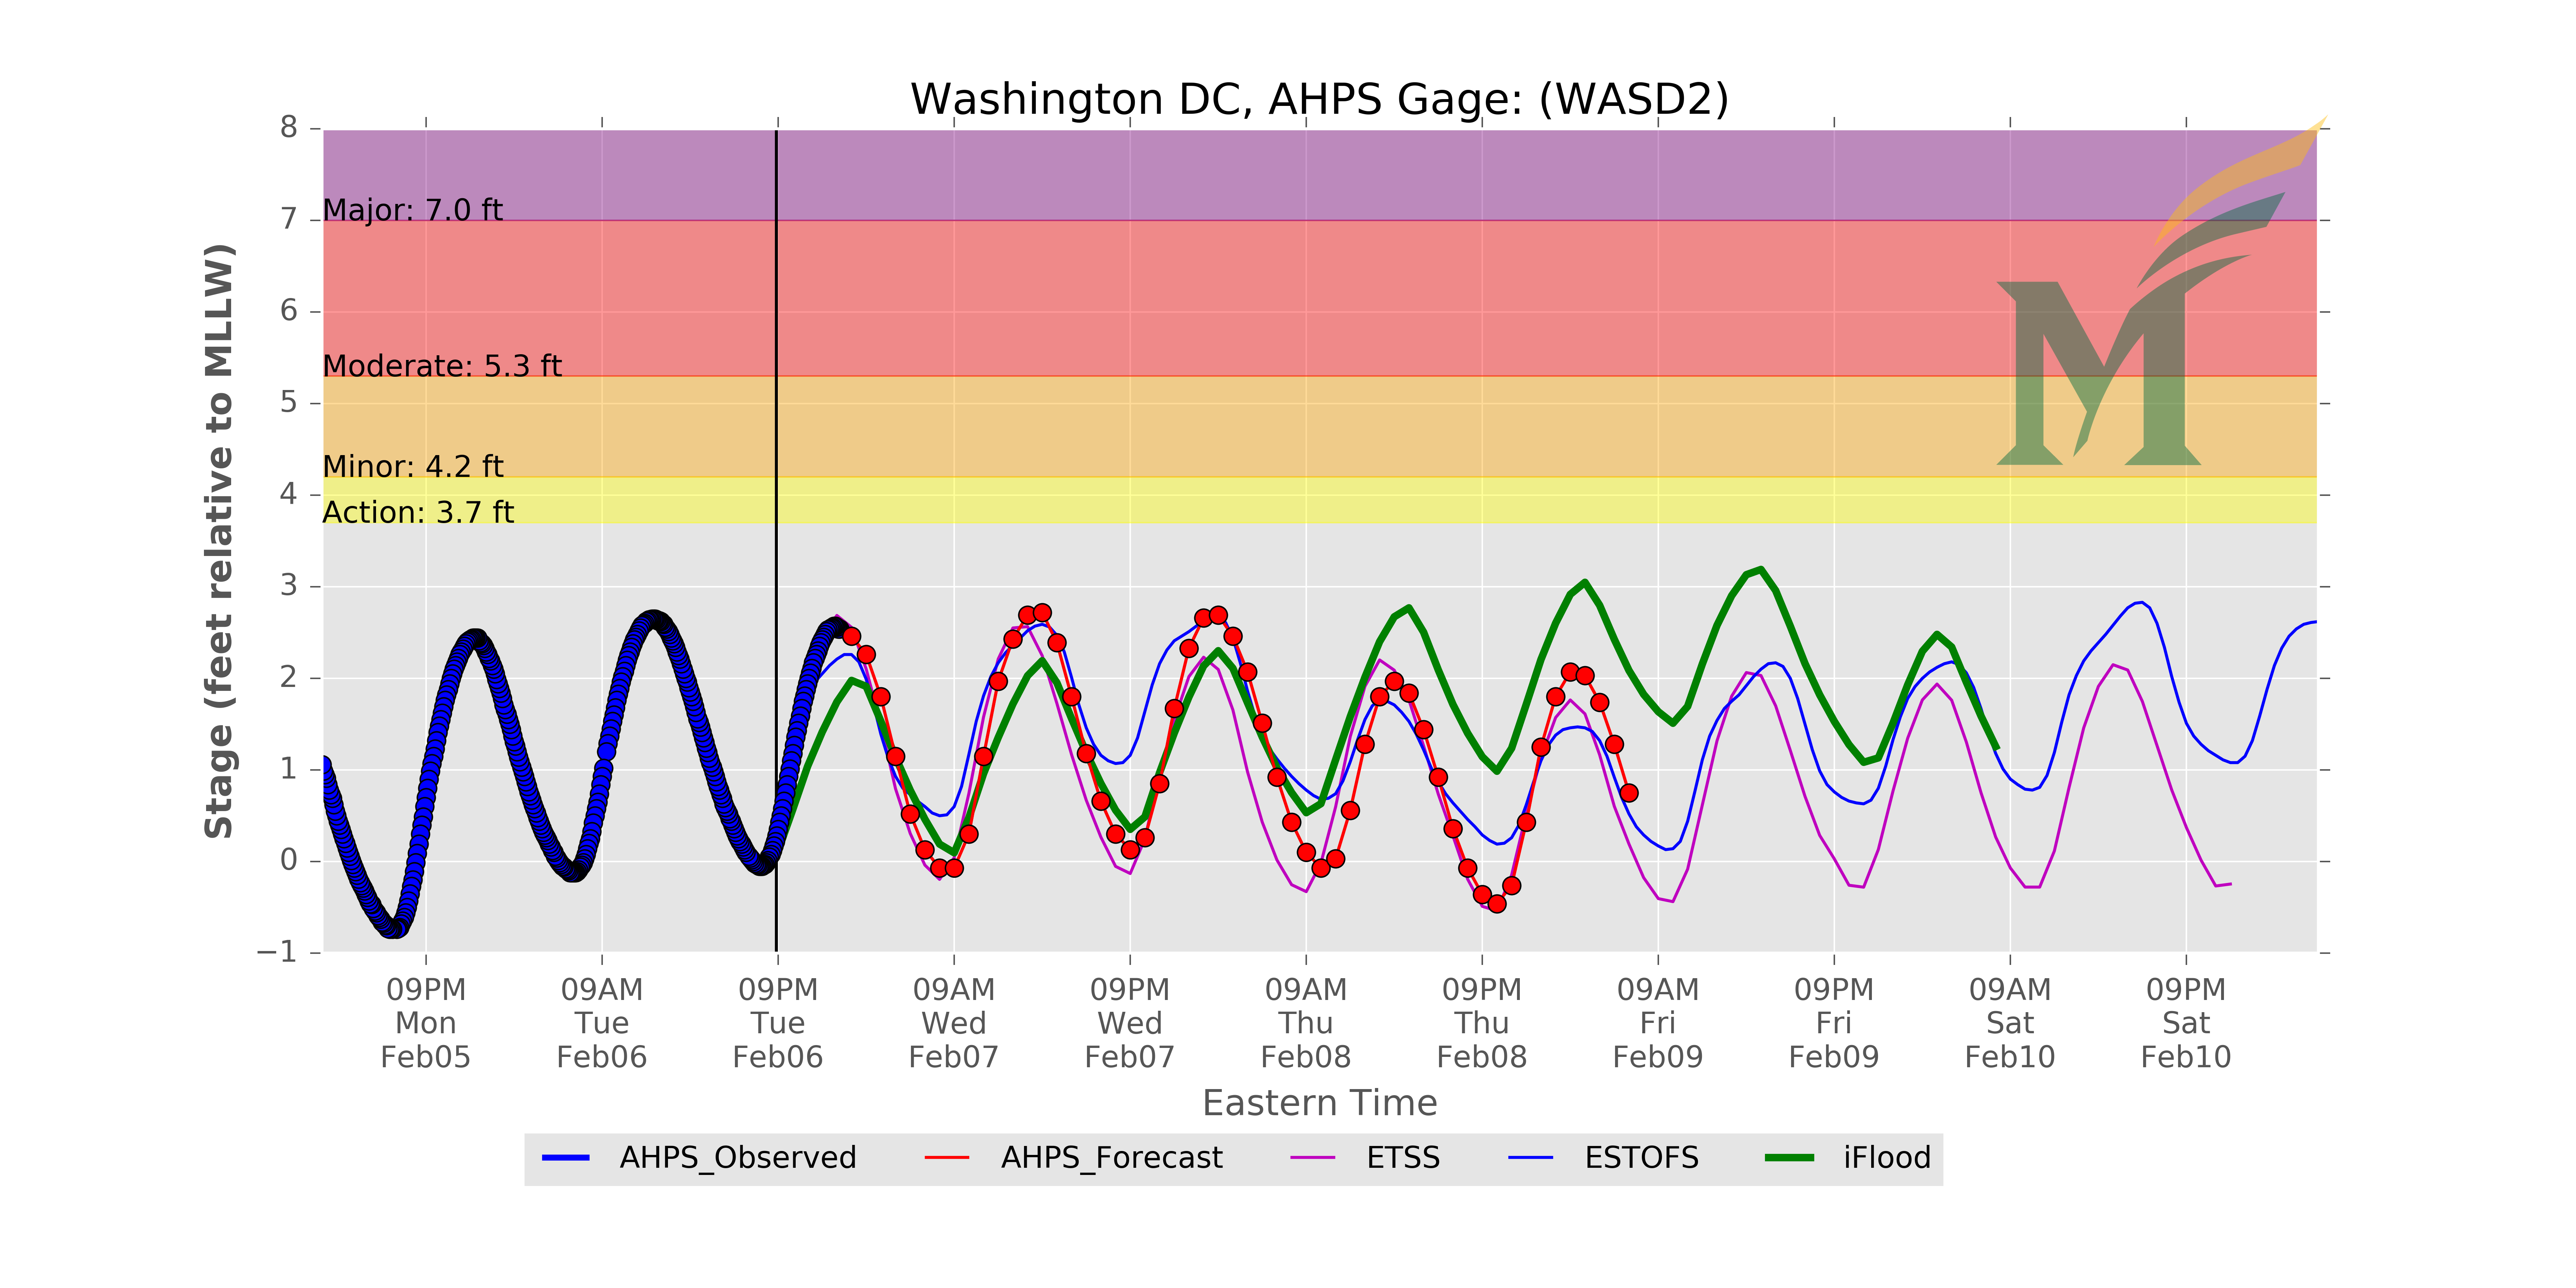 Washington DC, AHPS Gage: (WASD2)
Stage (feet relative to MLLW)
8
7
6
5
4
3
2
1
0
−1
Major: 7.0 ft
Moderate: 5.3 ft
Minor: 4.2 ft
Action: 3.7 ft
09PM
Mon
Feb05
09AM
Tue
Feb06
09PM
Tue
Feb06
09AM
Wed
Feb07
09PM
Wed
Feb07
09AM
Thu
Feb08
09PM
Thu
Feb08
09AM
Fri
Feb09
09PM
Fri
Feb09
09AM
Sat
Feb10
09PM
Sat
Feb10
Eastern Time
AHPS_Observed
AHPS_Forecast
ETSS
ESTOFS
iFlood